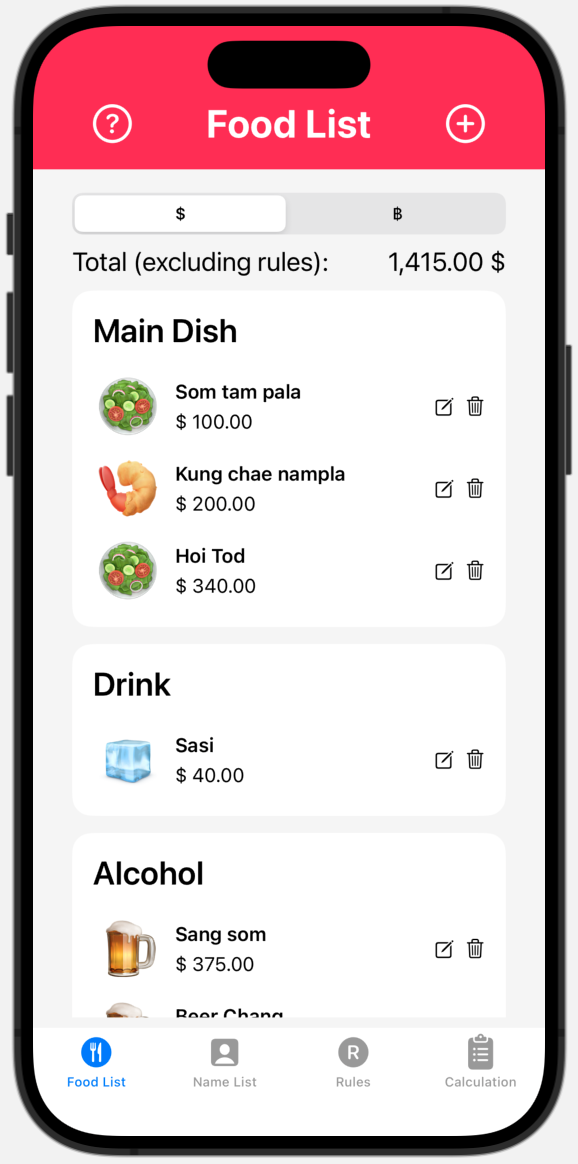 ?
Food List
+
$
฿
Total (excluding rules):
1,415.00 $
Main Dish
Som tam pala
$ 100.00
Kung chae nampla
$ 200.00
Hoi Tod
$ 340.00
Drink
Sasi
$ 40.00
Alcohol
Sang som
$ 375.00
Beer Chang
Food List
Name List
R
Rules
Calculation